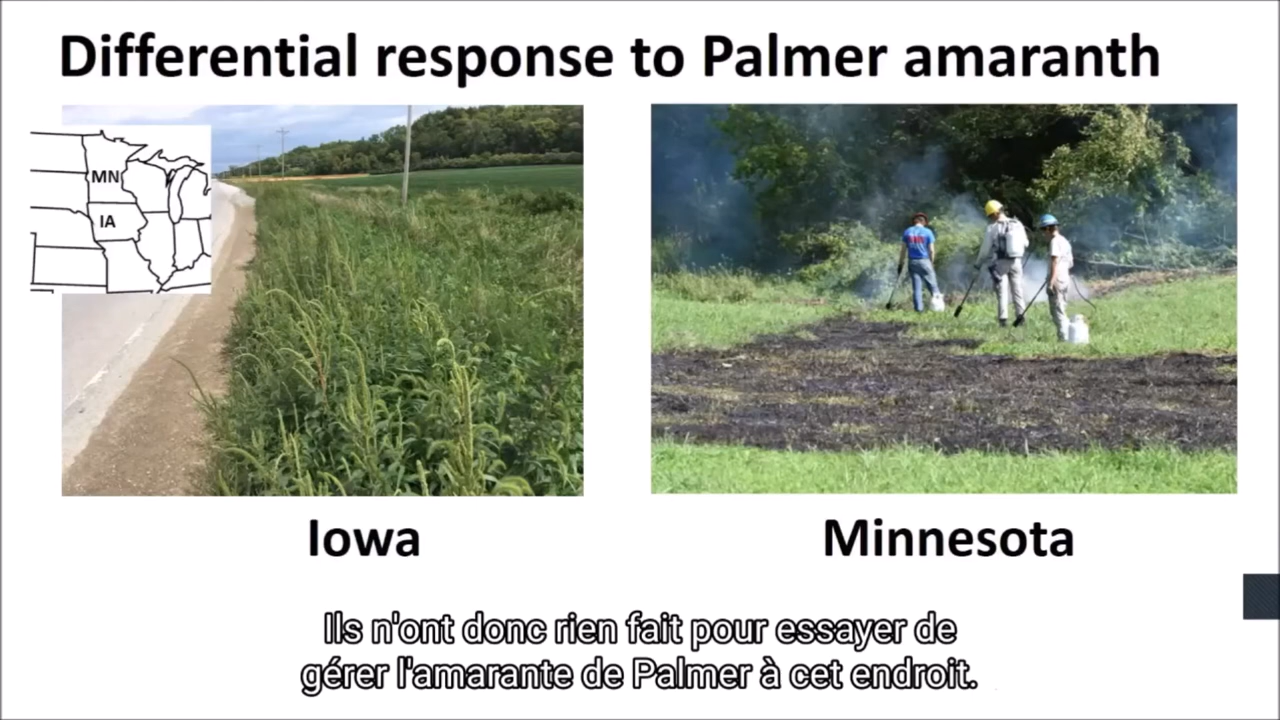 Differential response to Palmer amaranth
MN
IA
Iowa
Minnesota
Ils n'ont donc rien fait pour essayer de
gérer l'amarante de Palmer à cet endroit.